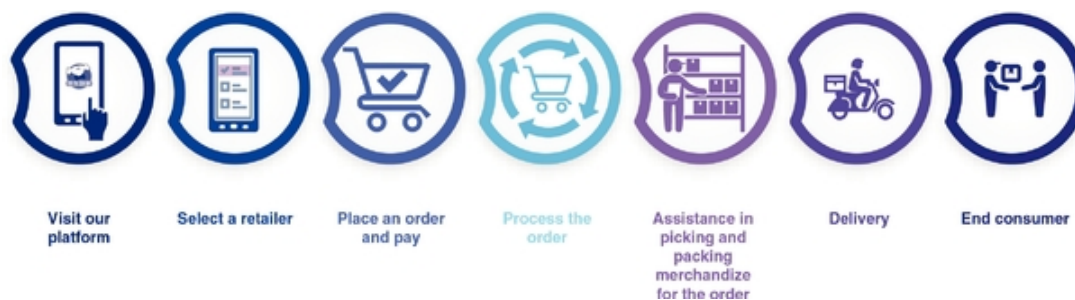 Visit our
platform
Select a retailer
Place an order
and pay
Process the
order
Assistance in
picking and
packing
merchandize
for the order
Delivery
End consumer